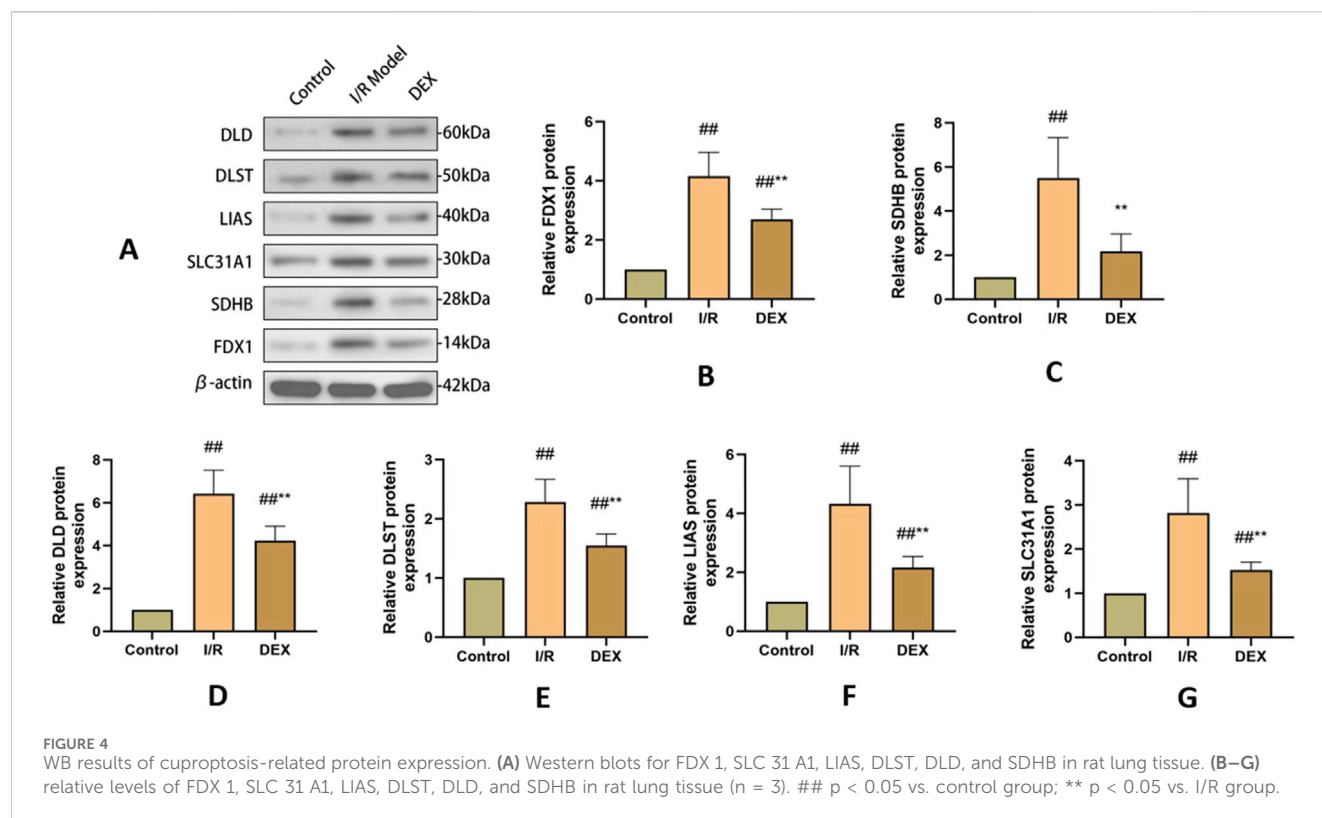 Control I/R Model DEX
DLD -60kDa
DLST -50kDa
LIAS -40kDa
SLC31A1 -30kDa
SDHB -28kDa
FDX1 -14kDa
β-actin -42kDa
A
Relative FDX1 protein
expression
6
4
2
0
##
##**
Control I/R DEX
B
Relative SDHB protein
expression
8
6
4
2
0
##
**
Control I/R DEX
C
Relative DLD protein
expression
8
6
4
2
0
##
##**
Control I/R DEX
D
Relative DLST protein
expression
3
2
1
0
##
##**
Control I/R DEX
E
Relative LIAS protein
expression
6
4
2
0
##
##**
Control I/R DEX
F
Relative SLC31A1 protein
expression
4
3
2
1
0
##
##**
Control I/R DEX
G
FIGURE 4
WB results of cuproptosis-related protein expression. (A) Western blots for FDX 1, SLC 31 A1, LIAS, DLST, DLD, and SDHB in rat lung tissue. (B–G)
relative levels of FDX 1, SLC 31 A1, LIAS, DLST, DLD, and SDHB in rat lung tissue (n = 3). ## p < 0.05 vs. control group; ** p < 0.05 vs. I/R group.